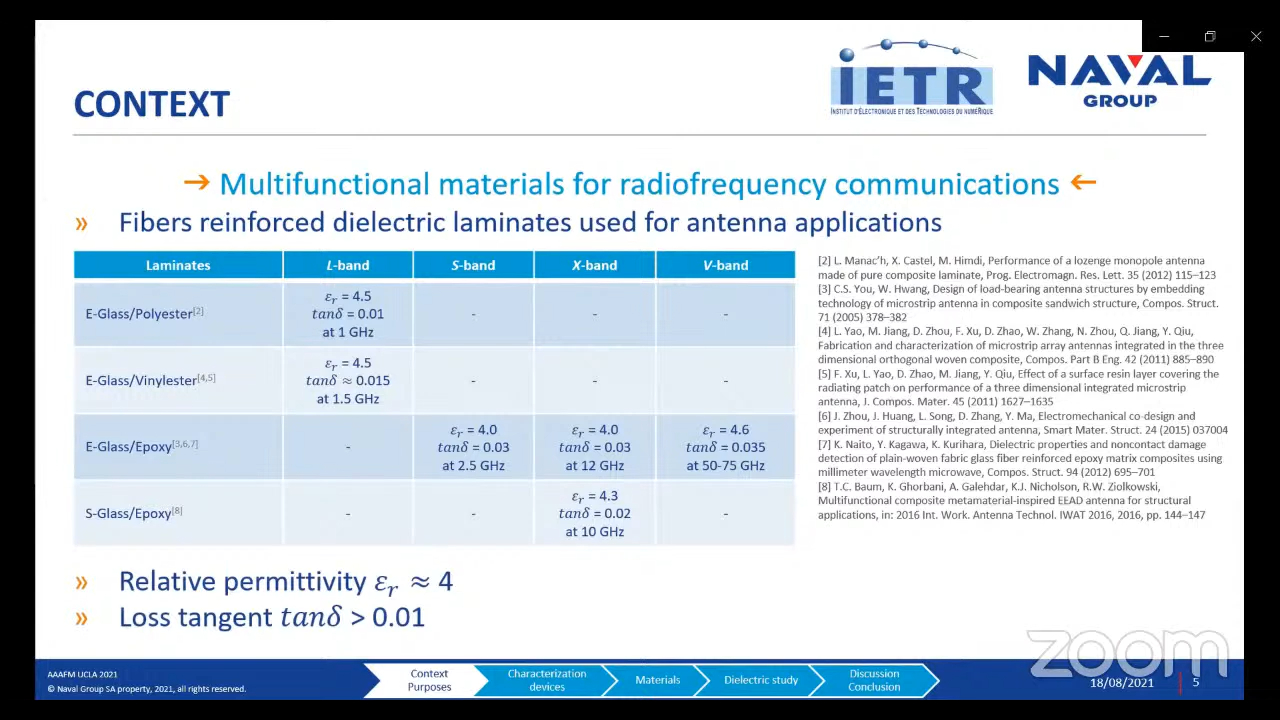 IETR
INSTITUT D'ÉLECTRONIQUE ET DES TECHNOLOGIES DU NUMÉRIQUE
NAVAL
GROUP
CONTEXT
➔ Multifunctional materials for radiofrequency communications ←
» Fibers reinforced dielectric laminates used for antenna applications
Laminates L-band S-band X-band V-band
E-Glass/Polyester[2] εr = 4.5 tanδ = 0.01 at 1 GHz - - -
E-Glass/Vinylester[4,5] εr = 4.5 tanδ ≈ 0.015 at 1.5 GHz - - -
E-Glass/Epoxy[3,6,7] - εr = 4.0 tanδ = 0.03 at 2.5 GHz εr = 4.0 tanδ = 0.03 at 12 GHz εr = 4.6 tanδ = 0.035 at 50-75 GHz
S-Glass/Epoxy[8] - - εr = 4.3 tanδ = 0.02 at 10 GHz -
[2] L. Manac'h, X. Castel, M. Himdi, Performance of a lozenge monopole antenna
made of pure composite laminate, Prog. Electromagn. Res. Lett. 35 (2012) 115–123
[3] C.S. You, W. Hwang, Design of load-bearing antenna structures by embedding
technology of microstrip antenna in composite sandwich structure, Compos. Struct.
71 (2005) 378–382
[4] L. Yao, M. Jiang, D. Zhou, F. Xu, D. Zhao, W. Zhang, N. Zhou, Q. Jiang, Y. Qiu,
Fabrication and characterization of microstrip array antennas integrated in the three
dimensional orthogonal woven composite, Compos. Part B Eng. 42 (2011) 885–890
[5] F. Xu, L. Yao, D. Zhao, M. Jiang, Y. Qiu, Effect of a surface resin layer covering the
radiating patch on performance of a three dimensional integrated microstrip
antenna, J. Compos. Mater. 45 (2011) 1627–1635
[6] J. Zhou, J. Huang, L. Song, D. Zhang, Y. Ma, Electromechanical co-design and
experiment of structurally integrated antenna, Smart Mater. Struct. 24 (2015) 037004
[7] K. Naito, Y. Kagawa, K. Kurihara, Dielectric properties and noncontact damage
detection of plain-woven fabric glass fiber reinforced epoxy matrix composites using
millimeter wavelength microwave, Compos. Struct. 94 (2012) 695–701
[8] T.C. Baum, K. Ghorbani, A. Galehdar, K.J. Nicholson, R.W. Ziolkowski,
Multifunctional composite metamaterial-inspired EEAD antenna for structural
applications, in: 2016 Int. Work. Antenna Technol. IWAT 2016, 2016, pp. 144–147
» Relative permittivity εr ≈ 4
» Loss tangent tanδ > 0.01
zoom
AAAFM UCLA 2021
© Naval Group SA property, 2021, all rights reserved.
Context
Purposes
Characterization
devices
Materials
Dielectric study
Discussion
Conclusion
18/08/2021 5